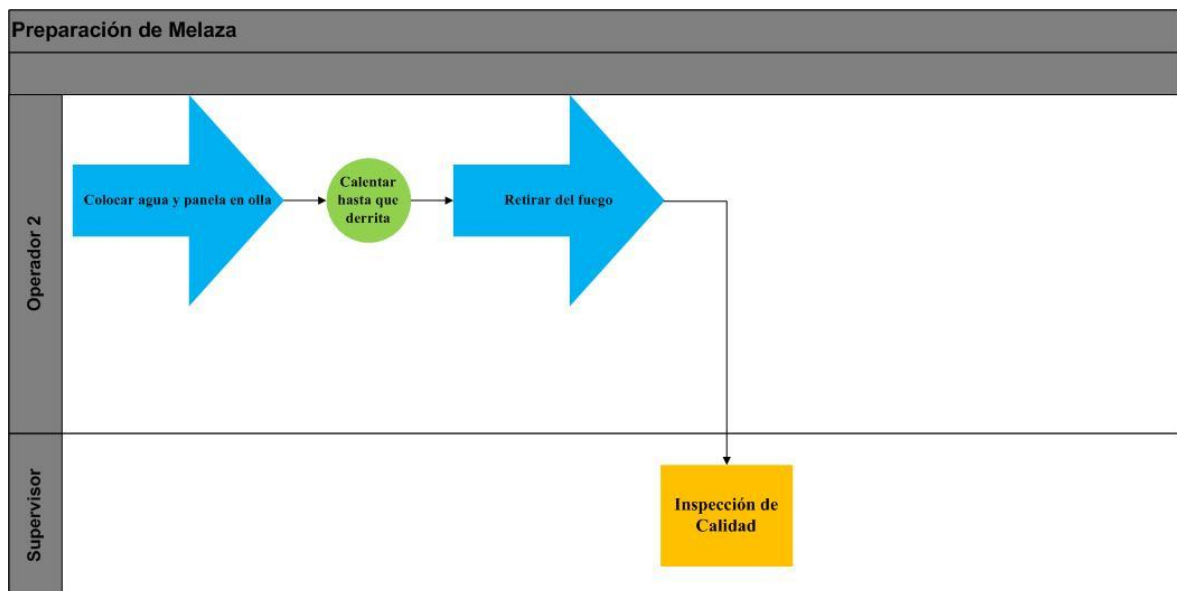 Preparación de Melaza
Operador 2
Colocar agua y panela en olla
Calentar
hasta que
derrita
Retirar del fuego
Supervisor
Inspección de
Calidad